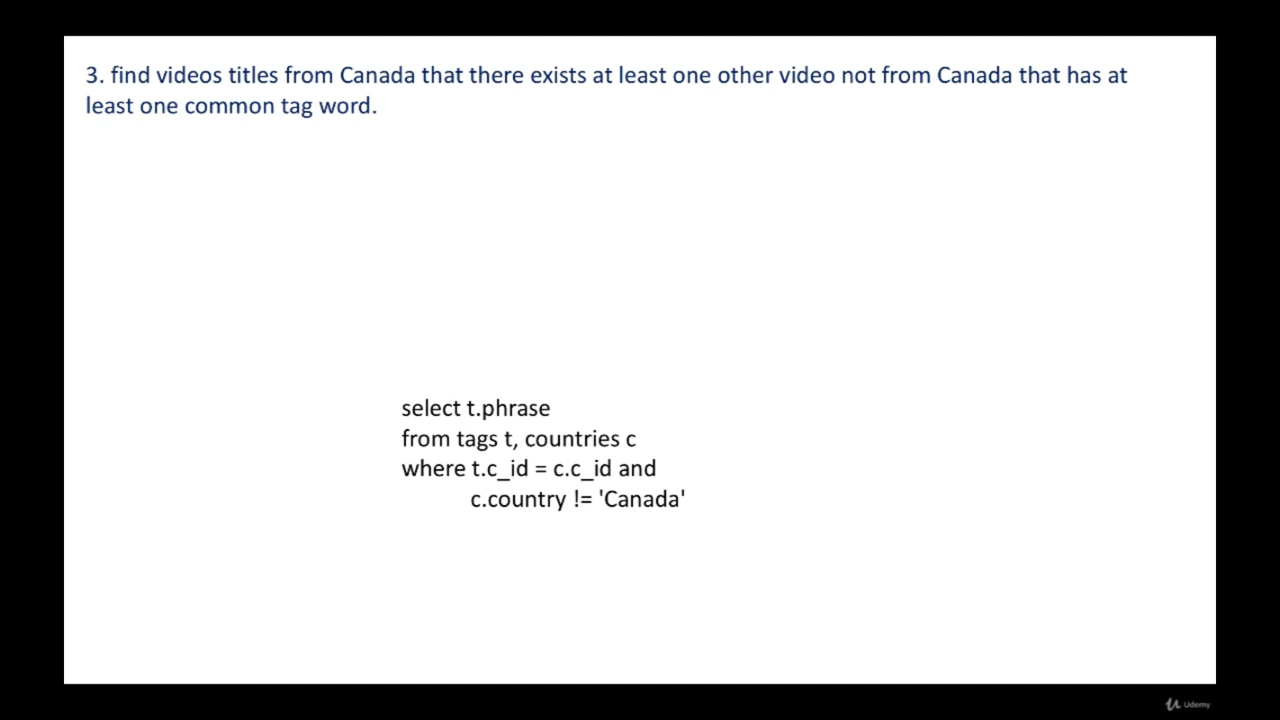 3. find videos titles from Canada that there exists at least one other video not from Canada that has at
least one common tag word.
select t.phrase
from tags t, countries c
where t.c_id = c.c_id and
c.country != 'Canada'
Udemy